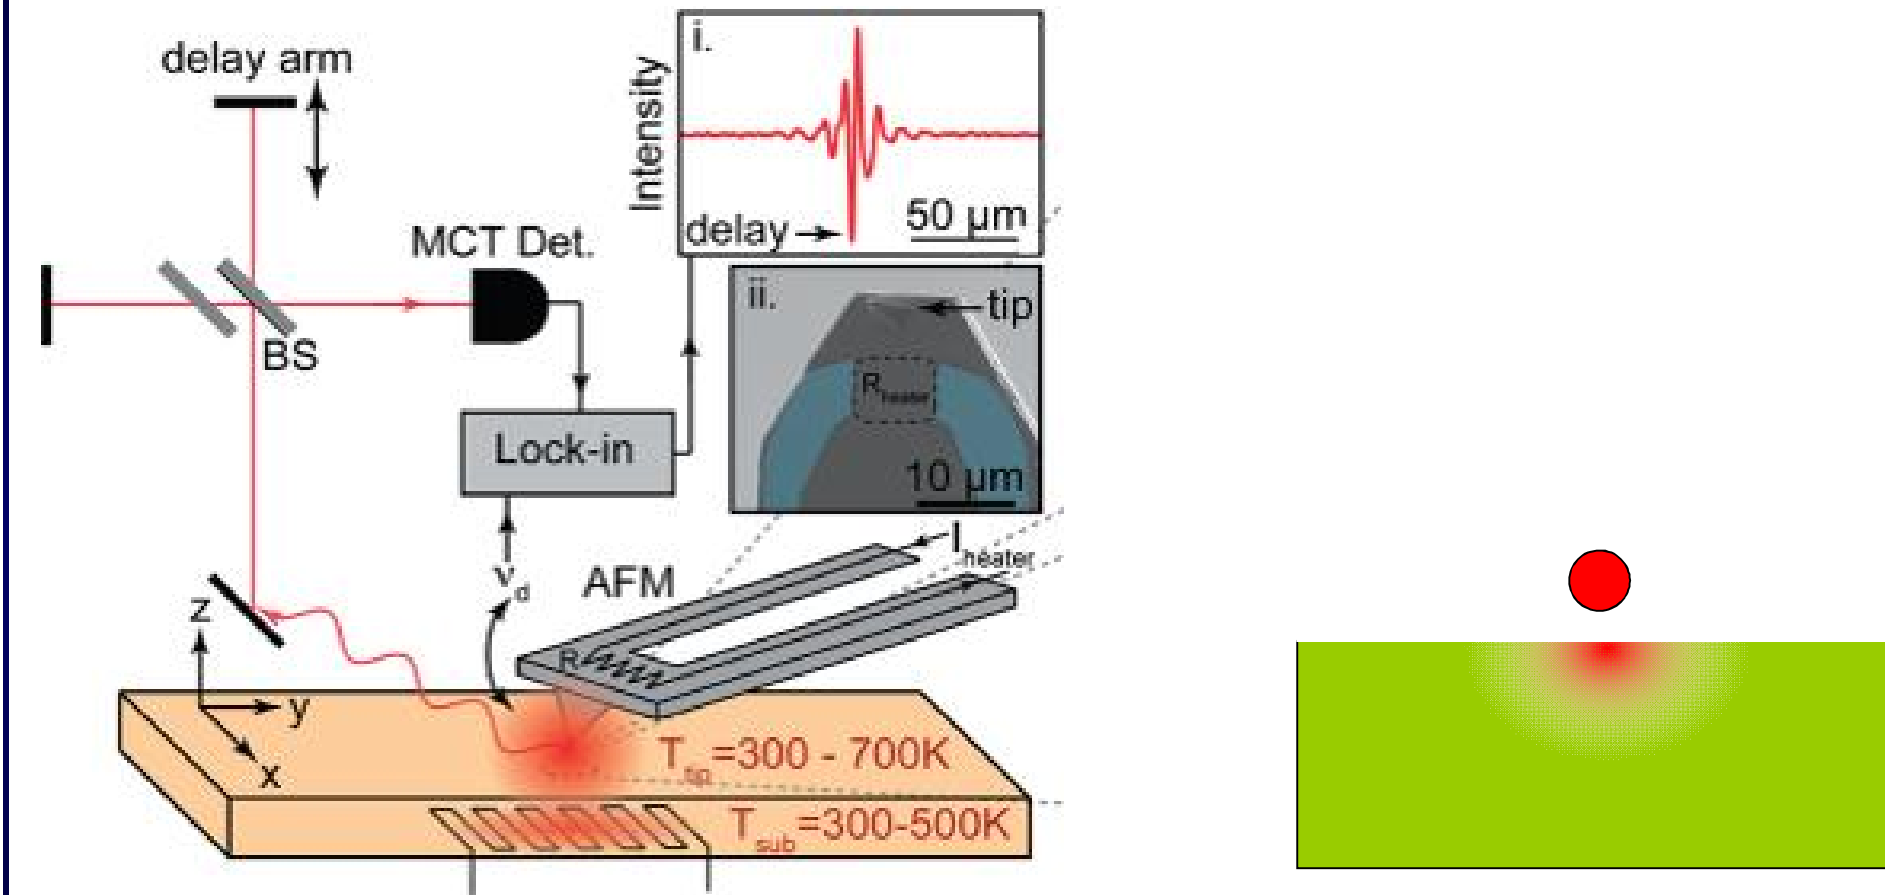 delay arm
i.
Intensity
delay
50 µm
MCT Det.
BS
ii.
tip
R heater
10 µm
Lock-in
ν d
AFM
I heater
R
z
y
x
T tip =300 - 700K
T sub =300-500K